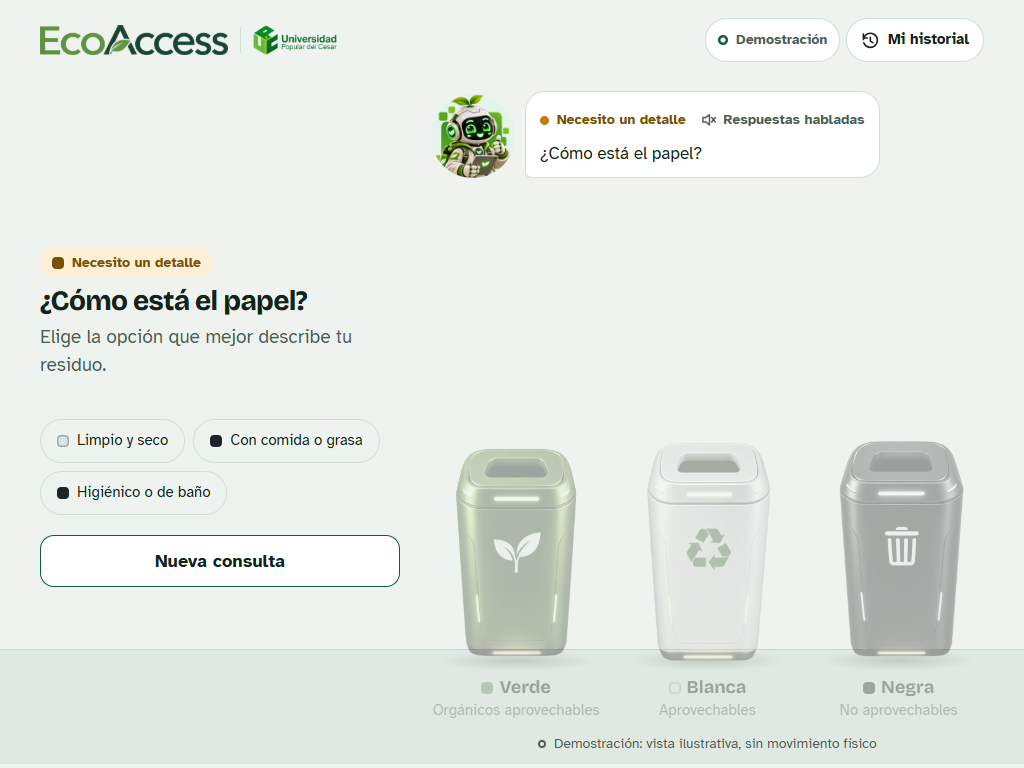 EcoAccess
Universidad
Popular del Cesar
Demostración
Mi historial
Necesito un detalle
Respuestas habladas
¿Cómo está el papel?
Necesito un detalle
¿Cómo está el papel?
Elige la opción que mejor describe tu
residuo.
Limpio y seco
Con comida o grasa
Higiénico o de baño
Nueva consulta
Verde
Orgánicos aprovechables
Blanca
Aprovechables
Negra
No aprovechables
Demostración: vista ilustrativa, sin movimiento físico